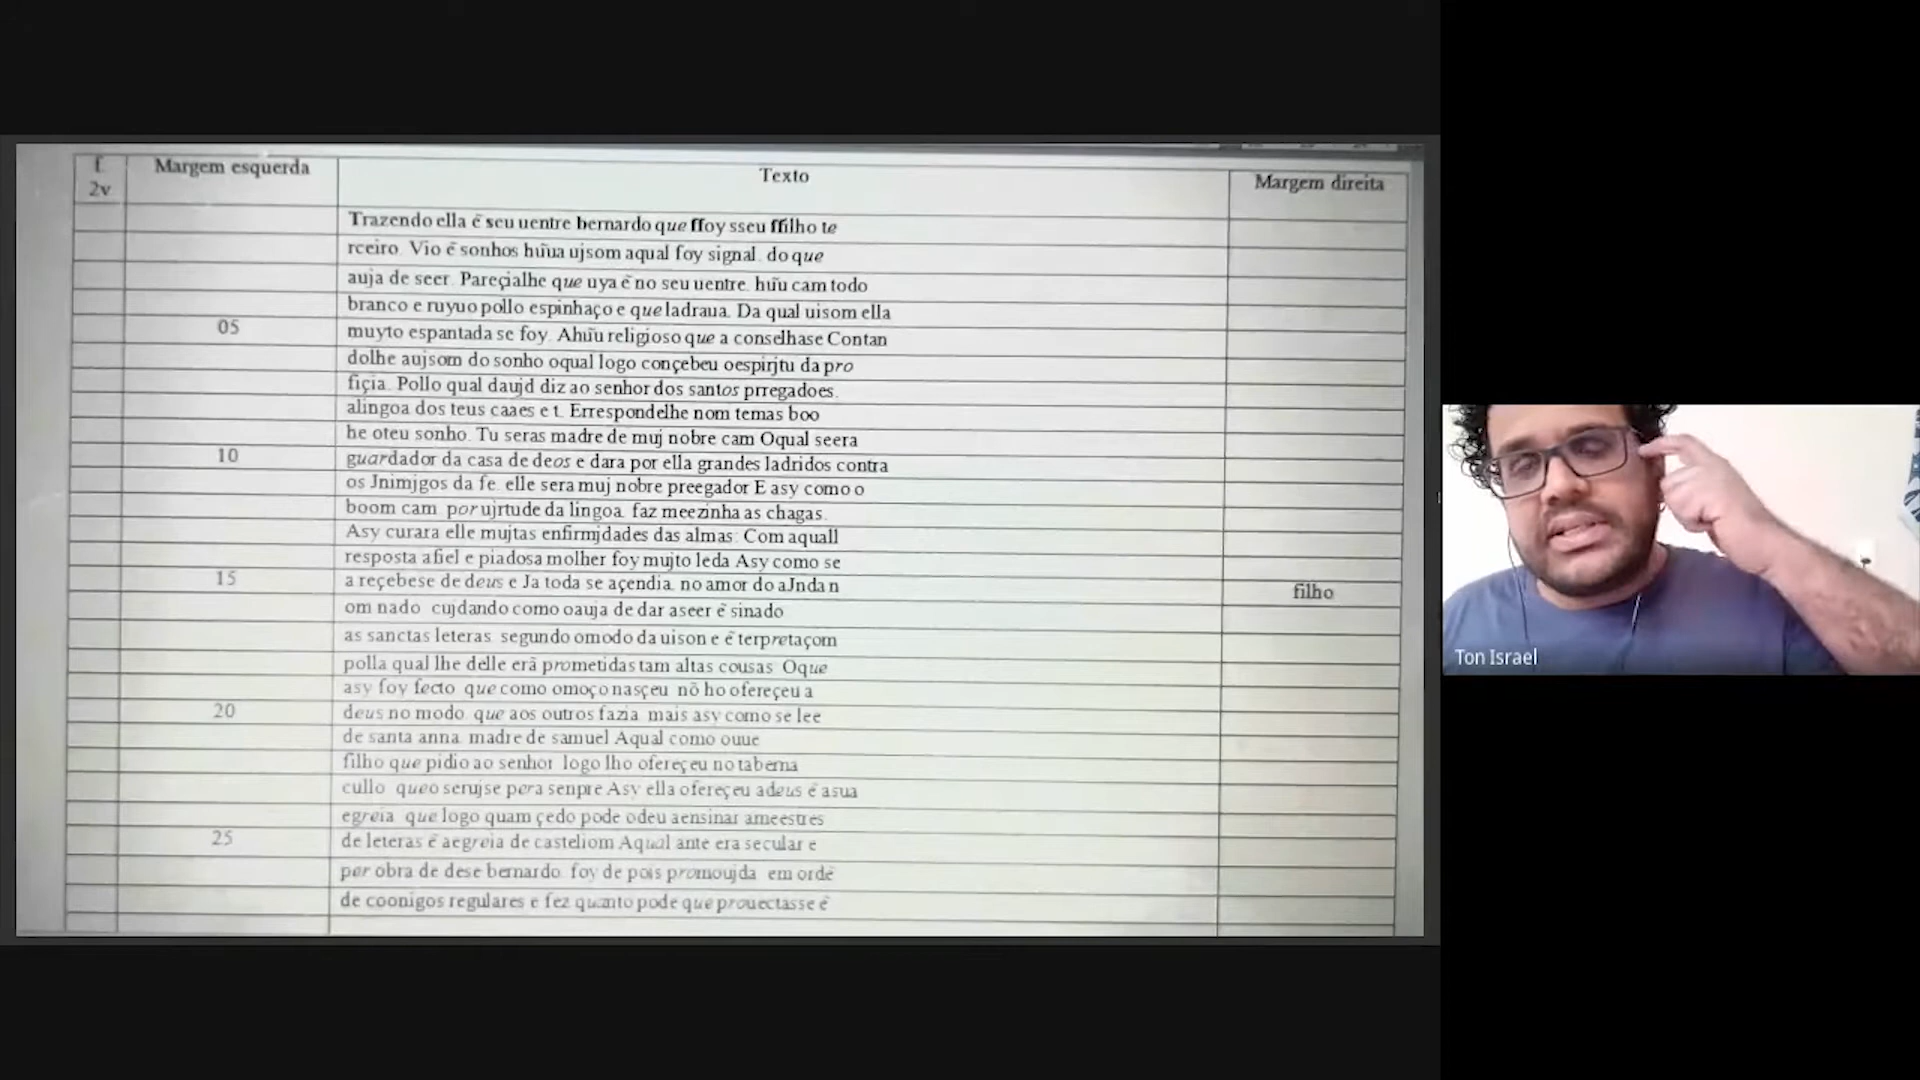 f. 2v	Margem esquerda	Texto	Margem direita
Trazendo ella ẽ seu uentre bernardo que ffoy sseu ffilho te
rceiro. Vio ẽ sonhos hũua ujsom aqual foy signal. do que
auja de seer. Pareçialhe que uya ẽ no seu uentre. hũu cam todo
branco e ruyuo pollo espinhaço e que ladraua. Da qual uisom ella
05	muyto espantada se foy. Ahũu religioso que a conselhase Contan
dolhe aujsom do sonho oqual logo conçebeu oespirjtu da pro
fiçia. Pollo qual daujd diz ao senhor dos santos prregadoes.
alingoa dos teus caaes e t. Errespondelhe nom temas boo
he oteu sonho. Tu seras madre de muj nobre cam Oqual seera
10	guardador da casa de deos e dara por ella grandes ladridos contra
os Jnimjgos da fe. elle sera muj nobre preegador E asy como o
boom cam. por ujrtude da lingoa. faz meezinha as chagas.
Asy curara elle mujtas enfirmjdades das almas: Com aquall
resposta afiel e piadosa molher foy mujto leda Asy como se
15	a reçebese de deus e Ja toda se açendia. no amor do aJnda n	filho
om nado cujdando como oauja de dar aseer ẽ sinado
as sanctas leteras segundo omodo da uison e ẽ terpretaçom
polla qual lhe delle erã prometidas tam altas cousas Oque
asy foy fecto que como omoço nasçeu nõ ho ofereçeu a
20	deus no modo. que aos outros fazia mais asy como se lee
de santa anna. madre de samuel Aqual como ouue
filho que pidio ao senhor logo lho ofereçeu no taberna
cullo queo serujse pera senpre Asy ella ofereçeu adeus ẽ asua
egreia que logo quam çedo pode odeu aensinar ameestres
25	de leteras ẽ aegreia de casteliom Aqual ante era secular e
per obra de dese bernardo. foy de pois promoujda em ordẽ
de coonigos regulares e fez quanto pode que prouectasse ẽ
Ton Israel